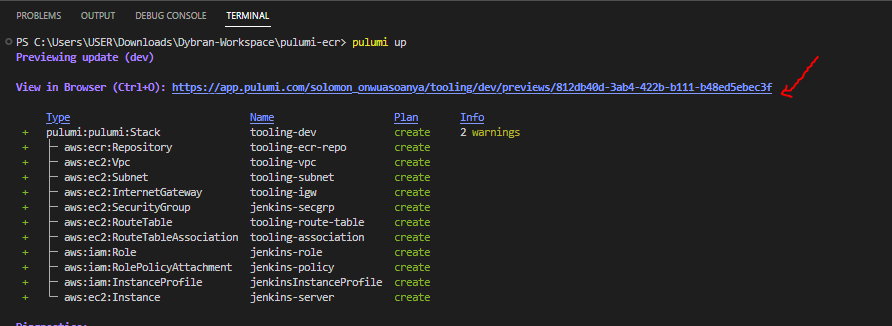 PROBLEMS OUTPUT DEBUG CONSOLE TERMINAL
PS C:\Users\USER\Downloads\Dybran-Workspace\pulumi-ecr> pulumi up
Previewing update (dev)
View in Browser (Ctrl+O): https://app.pulumi.com/solomon_onwuasoanya/tooling/dev/previews/812db40d-3ab4-422b-b111-b48ed5ebec3f
Type Name Plan Info
+ pulumi:pulumi:Stack tooling-dev create 2 warnings
+ ├─ aws:ecr:Repository tooling-ecr-repo create
+ ├─ aws:ec2:Vpc tooling-vpc create
+ ├─ aws:ec2:Subnet tooling-subnet create
+ ├─ aws:ec2:InternetGateway tooling-igw create
+ ├─ aws:ec2:SecurityGroup jenkins-secgrp create
+ ├─ aws:ec2:RouteTable tooling-route-table create
+ ├─ aws:ec2:RouteTableAssociation tooling-association create
+ ├─ aws:iam:Role jenkins-role create
+ ├─ aws:iam:RolePolicyAttachment jenkins-policy create
+ ├─ aws:iam:InstanceProfile jenkinsInstanceProfile create
+ └─ aws:ec2:Instance jenkins-server create